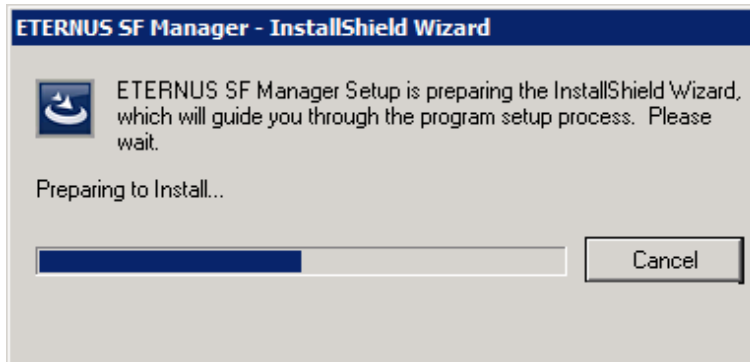 ETERNUS SF Manager - InstallShield Wizard
ETERNUS SF Manager Setup is preparing the InstallShield Wizard,
which will guide you through the program setup process.  Please
wait.
Preparing to Install...
Cancel